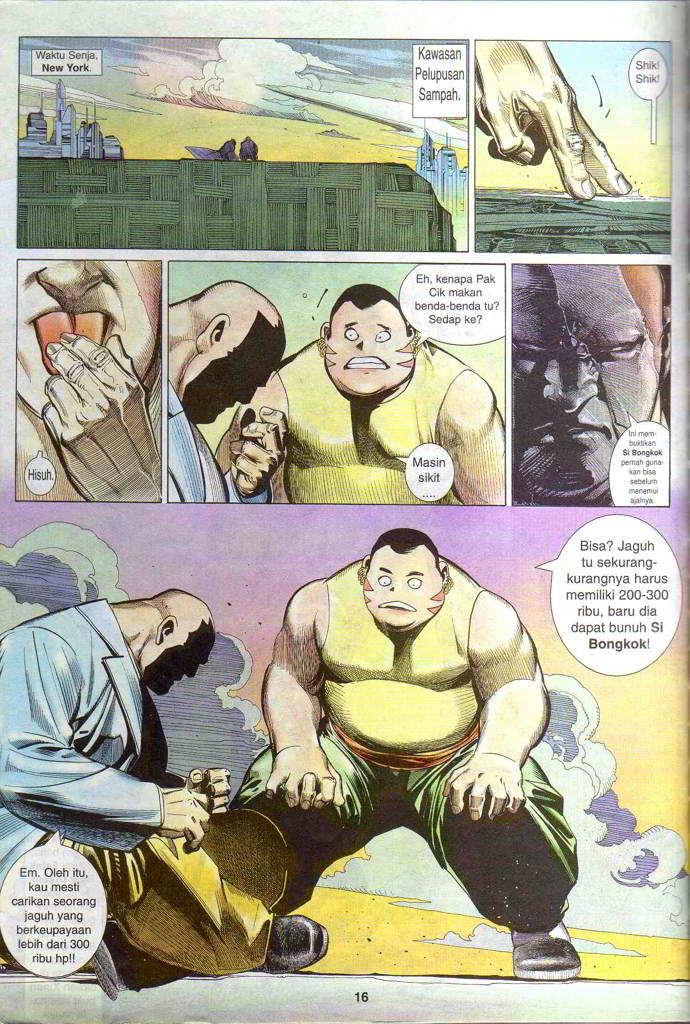 Waktu Senja,
New York.
Kawasan
Pelupusan
Sampah.
Shik!
Shik!
Hisuh.
Eh, kenapa Pak
Cik makan
benda-benda tu?
Sedap ke?
Masin
sikit
....
Ini mem-
buktikan
Si Bongkok
pernah guna-
kan bisa
sebelum
menemui
ajalnya.
Bisa? Jaguh
tu sekurang-
kurangnya harus
memiliki 200-300
ribu, baru dia
dapat bunuh Si
Bongkok!
Em. Oleh itu,
kau mesti
carikan seorang
jaguh yang
berkeupayaan
lebih dari 300
ribu hp!!
16